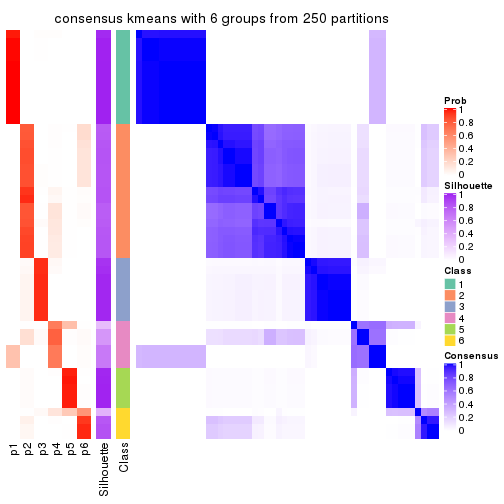 consensus kmeans with 6 groups from 250 partitions
Prob
1
0.8
0.6
0.4
0.2
0
Silhouette
1
0.8
0.6
0.4
0.2
0
Class
1
2
3
4
5
6
Consensus
1
0.8
0.6
0.4
0.2
0
p1
p2
p3
p4
p5
p6
Silhouette
Class